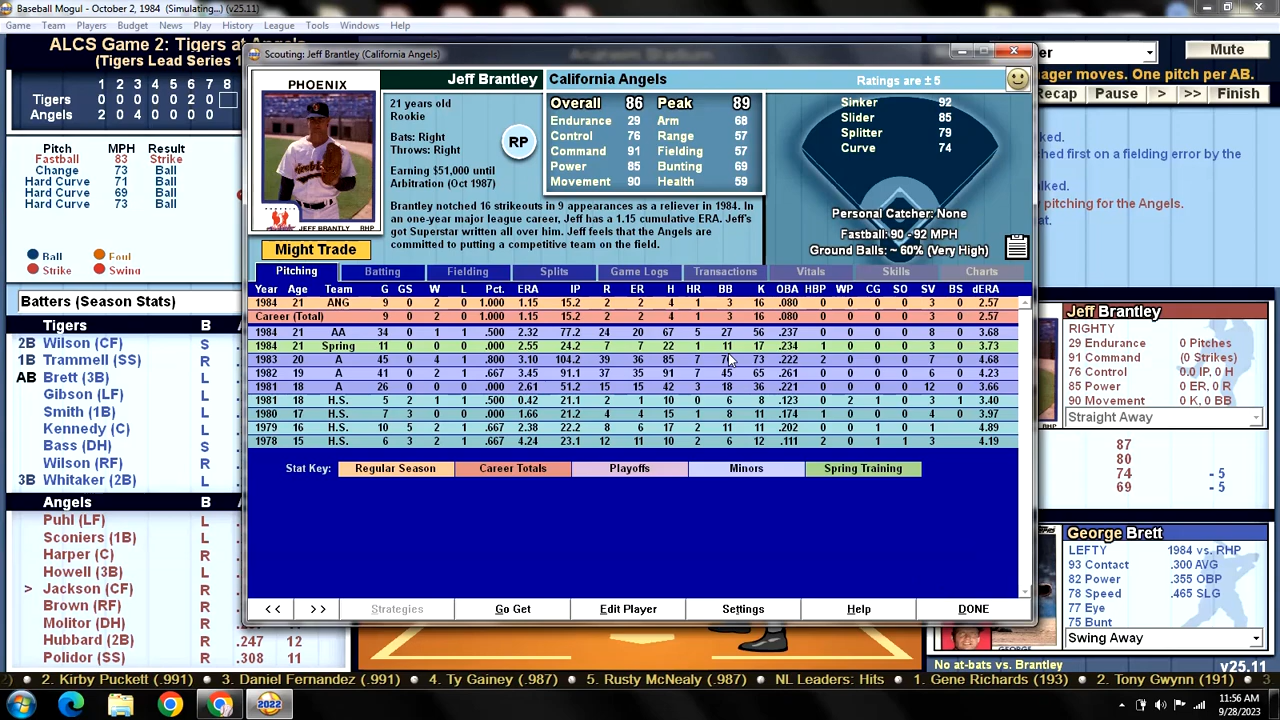 Baseball Mogul - October 2, 1984 (Simulating...) (v25.11)
Game Team Players Budget News Play History League Tools Windows Help
ALCS Game 2: Tigers at Angels
(Tigers Lead Series 1
1 2 3 4 5 6 7 8
Tigers 0 0 0 0 0 2 0
Angels 2 0 4 0 0 0 0
Pitch MPH Result
Fastball 83 Strike
Change 73 Ball
Hard Curve 71 Ball
Hard Curve 69 Ball
Hard Curve 73 Ball
Ball Foul
Strike Swing
Batters (Season Stats)
Tigers B
2B Wilson (CF) S
1B Trammell (SS) R
AB Brett (3B) L
Gibson (LF) L
Smith (1B) L
Kennedy (C) L
Bass (DH) S
Wilson (RF) L
3B Whitaker (2B) L
Angels B
Puhl (LF) L
Sconiers (1B) L
Harper (C) R
Howell (3B) L
> Jackson (CF) R
Brown (RF) R
Molitor (DH) R
Hubbard (2B) R .247 12
Polidor (SS) R .308 11
Scouting: Jeff Brantley (California Angels)
PHOENIX
JEFF BRANTLY RHP
Might Trade
Jeff Brantley
21 years old
Rookie
Bats: Right
Throws: Right
Earning $51,000 until
Arbitration (Oct 1987)
RP
California Angels
Overall 86 Peak 89
Endurance 29 Arm 68
Control 76 Range 57
Command 91 Fielding 57
Power 85 Bunting 69
Movement 90 Health 59
Brantley notched 16 strikeouts in 9 appearances as a reliever in 1984. In
an one-year major league career, Jeff has a 1.15 cumulative ERA. Jeff's
got Superstar written all over him. Jeff feels that the Angels are
committed to putting a competitive team on the field.
Ratings are ± 5
Sinker 92
Slider 85
Splitter 79
Curve 74
Personal Catcher: None
Fastball: 90 - 92 MPH
Ground Balls: ~ 60% (Very High)
Pitching Batting Fielding Splits Game Logs Transactions Vitals Skills Charts
Year Age Team G GS W L Pct. ERA IP R ER H HR BB K OBA HBP WP CG SO SV BS dERA
1984 21 ANG 9 0 2 0 1.000 1.15 15.2 2 2 4 1 3 16 .080 0 0 0 0 3 0 2.57
Career (Total) 9 0 2 0 1.000 1.15 15.2 2 2 4 1 3 16 .080 0 0 0 0 3 0 2.57
1984 21 AA 34 0 2 2 .500 2.32 77.2 24 20 67 5 27 56 .237 0 0 0 0 8 0 3.68
1984 21 Spring 11 0 0 0 .000 2.55 24.2 7 7 22 1 11 17 .234 0 0 0 0 3 0 3.73
1983 20 A 45 0 4 1 .800 3.10 104.2 39 36 85 7 73 .222 2 0 0 0 7 0 4.68
1982 19 A 41 0 2 1 .667 3.45 91.1 37 35 91 7 45 65 .261 0 0 0 0 6 0 4.23
1981 18 A 26 0 0 1 .000 2.61 51.2 15 15 42 3 18 36 .221 0 0 0 0 12 0 3.66
1981 18 H.S. 5 2 1 1 .500 0.42 21.1 2 1 10 0 6 8 .123 0 2 1 0 3 1 3.40
1980 17 H.S. 7 3 0 0 .000 1.66 21.2 4 4 15 1 8 11 .174 1 0 0 0 4 0 3.97
1979 16 H.S. 10 5 2 1 .667 2.38 22.2 8 6 17 2 11 11 .202 0 0 1 0 1 4.89
1978 15 H.S. 6 3 2 1 .667 4.24 23.1 12 11 10 2 6 12 .111 2 0 1 1 3 4.19
Stat Key: Regular Season Career Totals Playoffs Minors Spring Training
<< >> Strategies Go Get Edit Player Settings Help DONE
Mute
nager moves. One pitch per AB.
Recap Pause > >> Finish
ked.
ched first on a fielding error by the
alked.
pitching for the Angels.
BS
Jeff Brantley
RIGHTY
29 Endurance 0 Pitches
91 Command (0 Strikes)
76 Control 0.0 IP, 0 H
85 Power 0 ER, 0 R
90 Movement 0 K, 0 BB
Straight Away
87
80
74 - 5
69 - 5
George Brett
LEFTY 1984 vs. RHP
93 Contact .300 AVG
82 Power .355 OBP
78 Speed .465 SLG
77 Eye
75 Bunt
Swing Away
GEORGE
No at-bats vs. Brantley v25.11
2. Kirby Puckett (.991) 3. Daniel Fernandez (.991) 4. Ty Gainey (.987) 5. Rusty McNealy (.987) NL Leaders: Hits 1. Gene Richards (193) 2. Tony Gwynn (191) 3.
2022
11:56 AM
9/28/2023